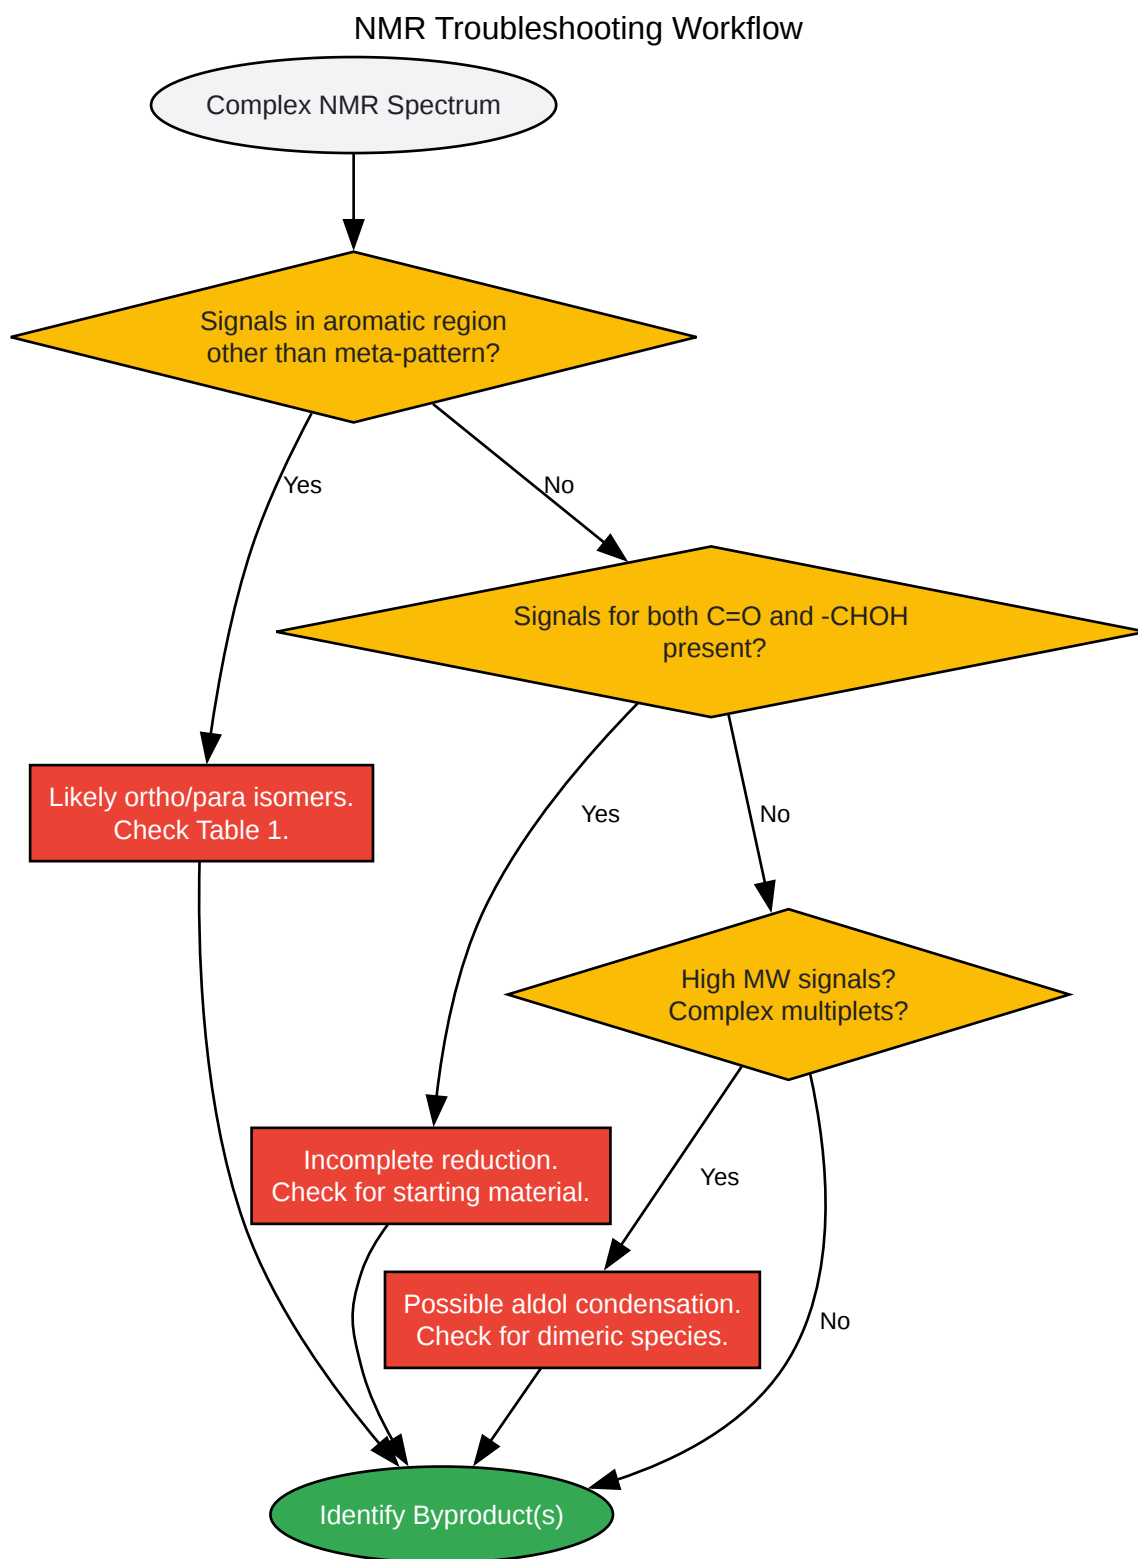 NMR Troubleshooting Workflow
Complex NMR Spectrum
Signals in aromatic region
other than meta-pattern?
Yes
No
Signals for both C=O and -CHOH
present?
Likely ortho/para isomers.
Check Table 1.
Yes
No
High MW signals?
Complex multiplets?
Incomplete reduction.
Check for starting material.
Yes
Possible aldol condensation.
Check for dimeric species.
No
Identify Byproduct(s)